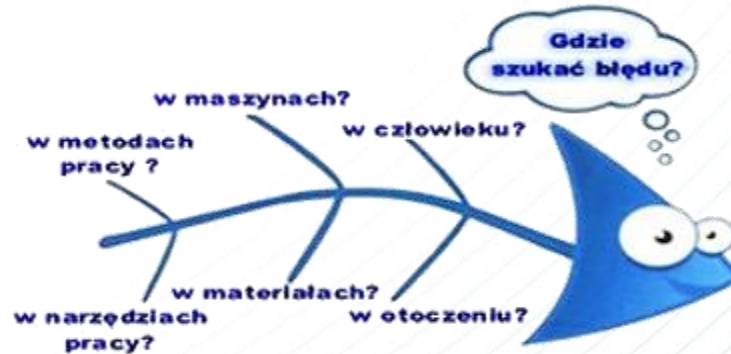 Gdzie
szukać błędu?
w maszynach?
w człowieku?
w metodach
pracy ?
w materiałach?
w otoczeniu?
w narzędziach
pracy?